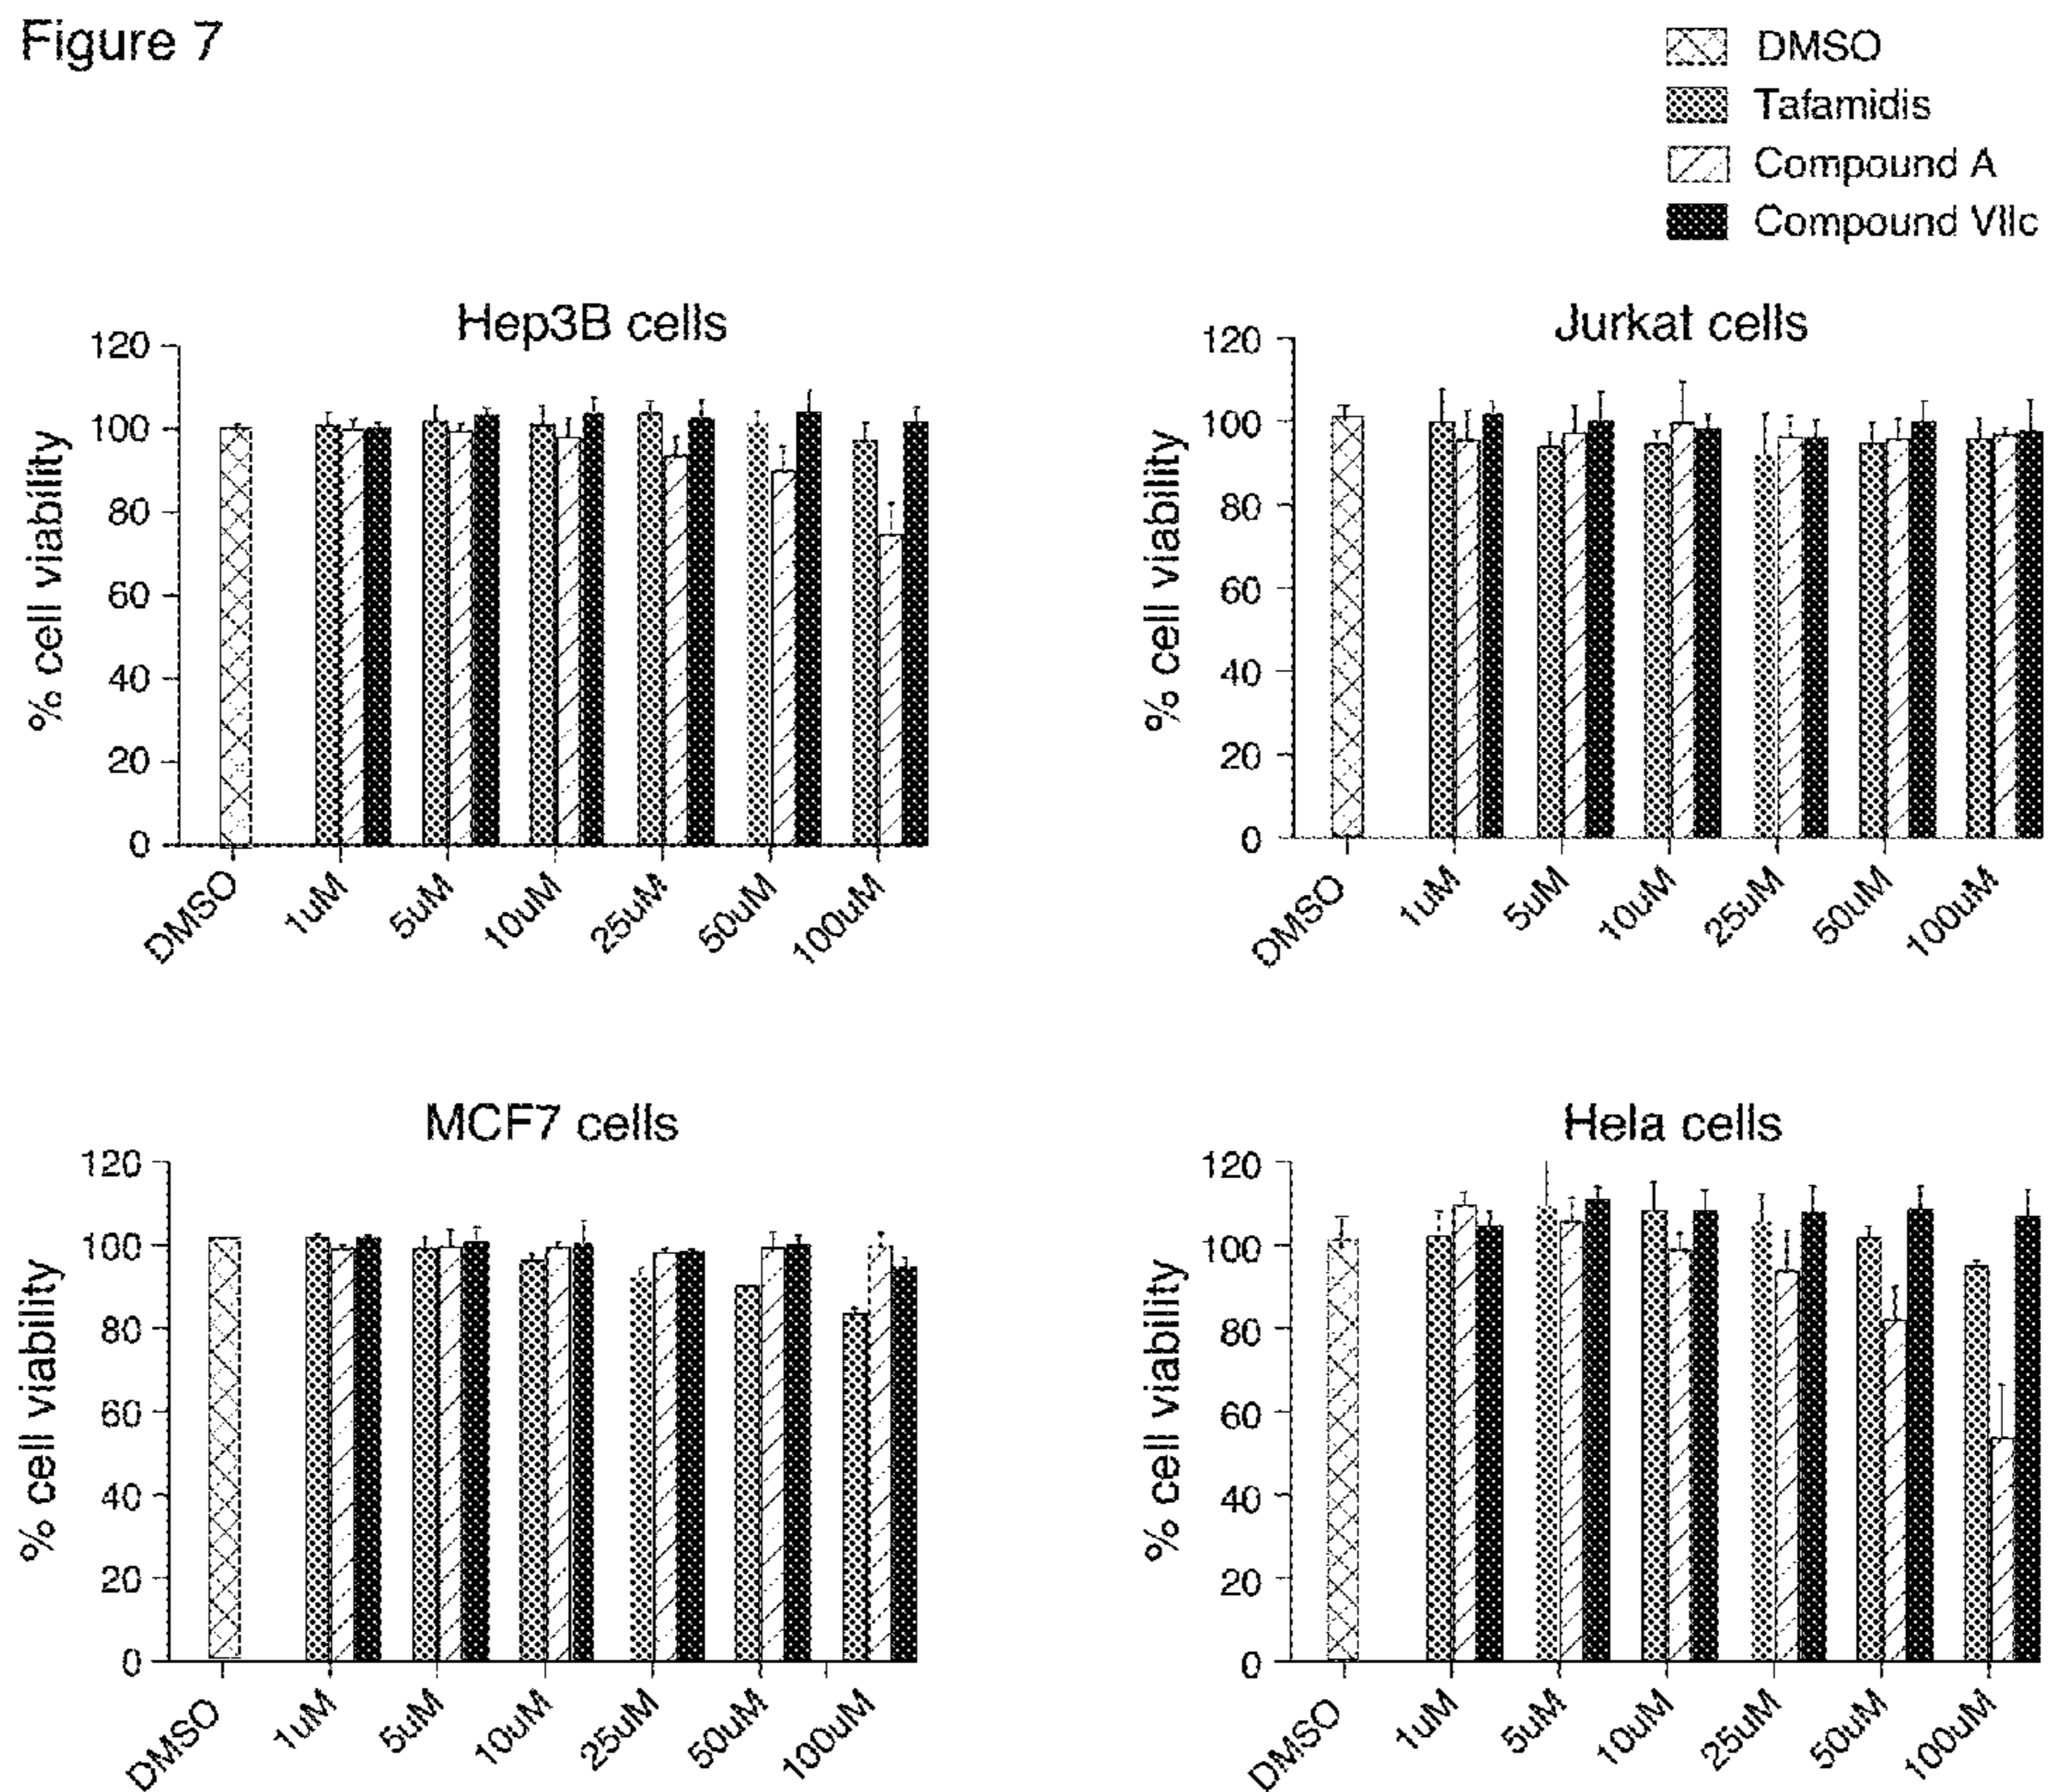 Figure 7
DMSO
Tafamidis
Compound A
Compound VIIc
Hep3B cells
% cell viability
120
100
80
60
40
20
0
DMSO
1uM
5uM
10uM
25uM
50uM
100uM
Jurkat cells
% cell viability
120
100
80
60
40
20
0
DMSO
1uM
5uM
10uM
25uM
50uM
100uM
MCF7 cells
% cell viability
120
100
80
60
40
20
0
DMSO
1uM
5uM
10uM
25uM
50uM
100uM
Hela cells
% cell viability
120
100
80
60
40
20
0
DMSO
1uM
5uM
10uM
25uM
50uM
100uM